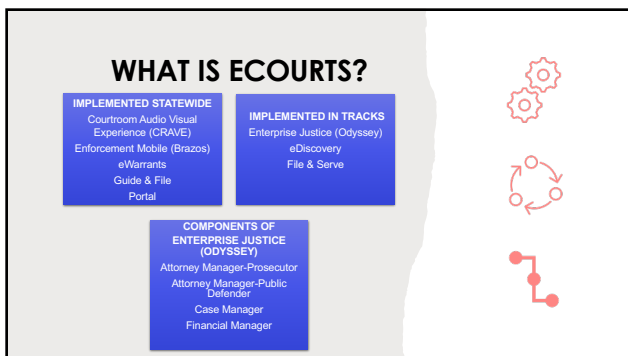 WHAT IS ECOURTS?
IMPLEMENTED STATEWIDE
Courtroom Audio Visual
Experience (CRAVE)
Enforcement Mobile (Brazos)
eWarrants
Guide & File
Portal
IMPLEMENTED IN TRACKS
Enterprise Justice (Odyssey)
eDiscovery
File & Serve
COMPONENTS OF
ENTERPRISE JUSTICE
(ODYSSEY)
Attorney Manager-Prosecutor
Attorney Manager-Public
Defender
Case Manager
Financial Manager